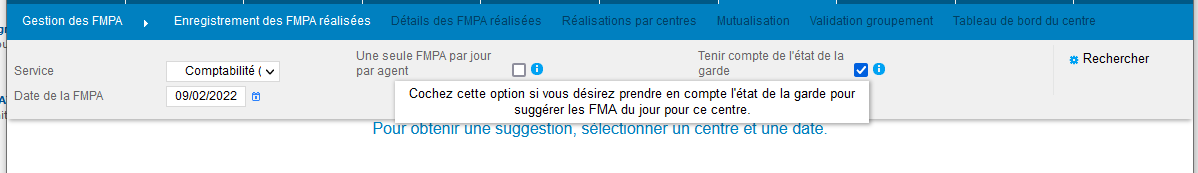 Gestion des FMPA Enregistrement des FMPA réalisées Détails des FMPA réalisées Réalisations par centres Mutualisation Validation groupement Tableau de bord du centre
Service Comptabilité ( Une seule FMPA par jour par agent Tenir compte de l'état de la garde Rechercher
Date de la FMPA 09/02/2022
Cochez cette option si vous désirez prendre en compte l'état de la garde pour
suggérer les FMA du jour pour ce centre.
Pour obtenir une suggestion, sélectionner un centre et une date.